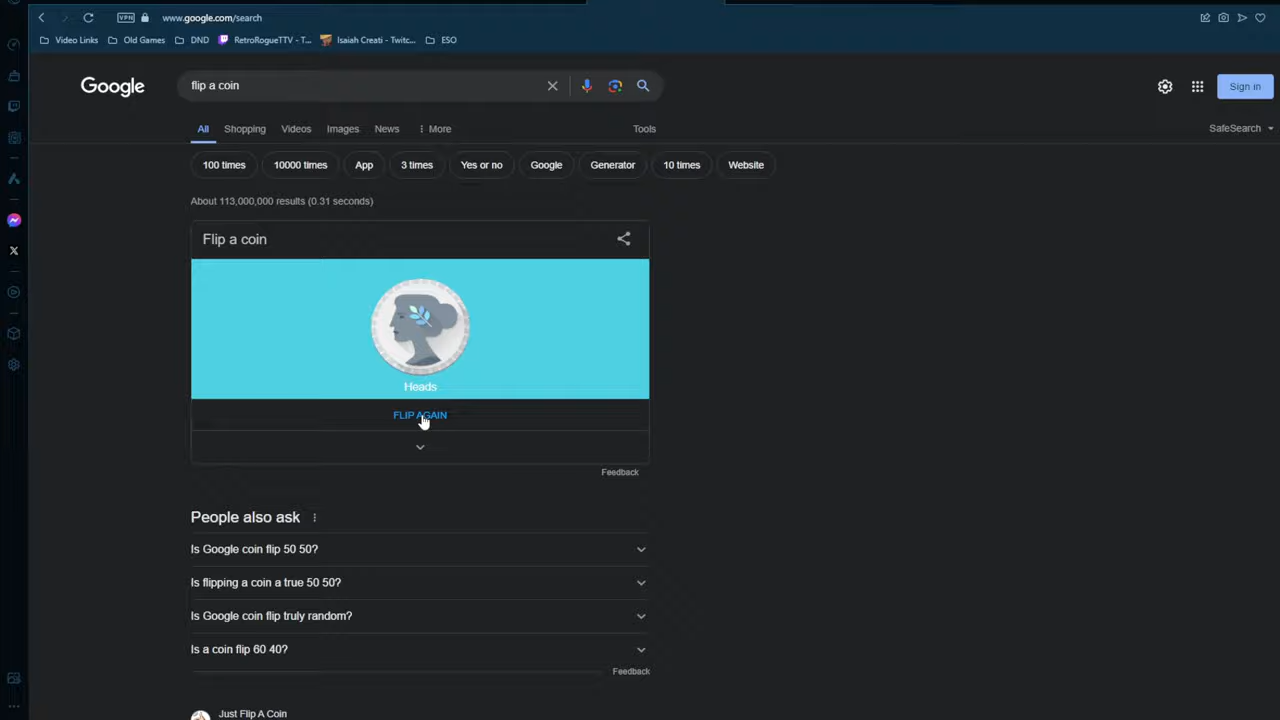 VPN www.google.com/search
Video Links Old Games DND RetroRogueTTV - T... Isaiah Creati - Twitc... ESO
Google flip a coin Sign in
All Shopping Videos Images News More Tools SafeSearch
100 times 10000 times App 3 times Yes or no Google Generator 10 times Website
About 113,000,000 results (0.31 seconds)
Flip a coin
Heads
FLIP AGAIN
Feedback
People also ask
Is Google coin flip 50 50?
Is flipping a coin a true 50 50?
Is Google coin flip truly random?
Is a coin flip 60 40?
Feedback
Just Flip A Coin